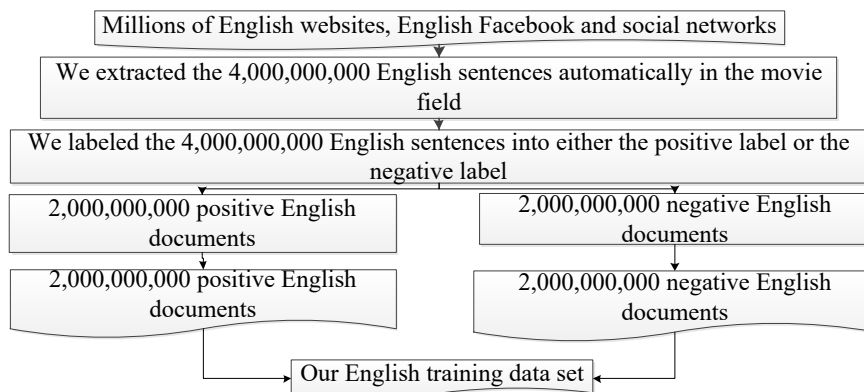 Millions of English websites, English Facebook and social networks
We extracted the 4,000,000,000 English sentences automatically in the movie
field
We labeled the 4,000,000,000 English sentences into either the positive label or the
negative label
2,000,000,000 positive English
documents
2,000,000,000 negative English
documents
2,000,000,000 positive English
documents
2,000,000,000 negative English
documents
Our English training data set